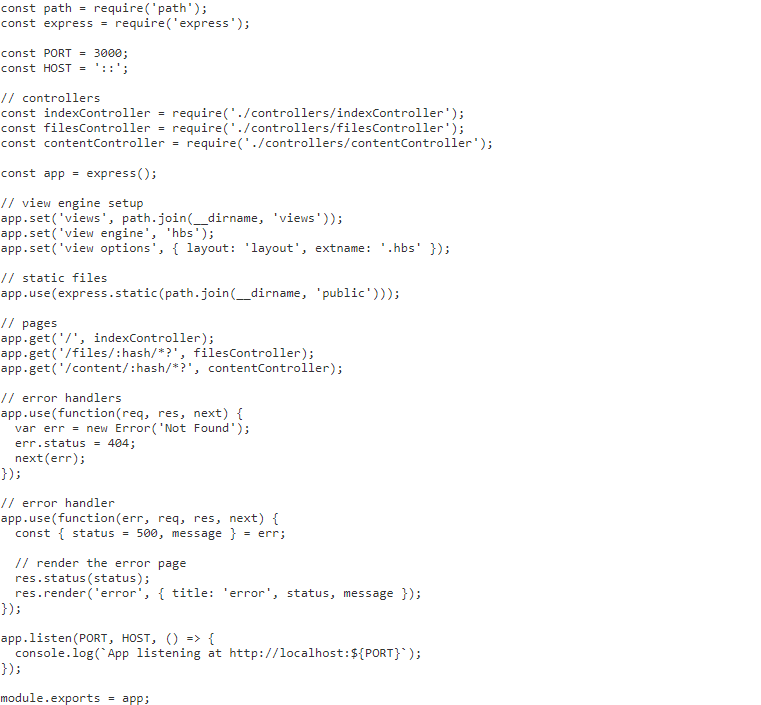 const path = require('path');
const express = require('express');

const PORT = 3000;
const HOST = '::';

// controllers
const indexController = require('./controllers/indexController');
const filesController = require('./controllers/filesController');
const contentController = require('./controllers/contentController');

const app = express();

// view engine setup
app.set('views', path.join(__dirname, 'views'));
app.set('view engine', 'hbs');
app.set('view options', { layout: 'layout', extname: '.hbs' });

// static files
app.use(express.static(path.join(__dirname, 'public')));

// pages
app.get('/', indexController);
app.get('/files/:hash/*?', filesController);
app.get('/content/:hash/*?', contentController);

// error handlers
app.use(function(req, res, next) {
  var err = new Error('Not Found');
  err.status = 404;
  next(err);
});

// error handler
app.use(function(err, req, res, next) {
  const { status = 500, message } = err;

  // render the error page
  res.status(status);
  res.render('error', { title: 'error', status, message });
});

app.listen(PORT, HOST, () => {
  console.log(`App listening at http://localhost:${PORT}`);
});

module.exports = app;